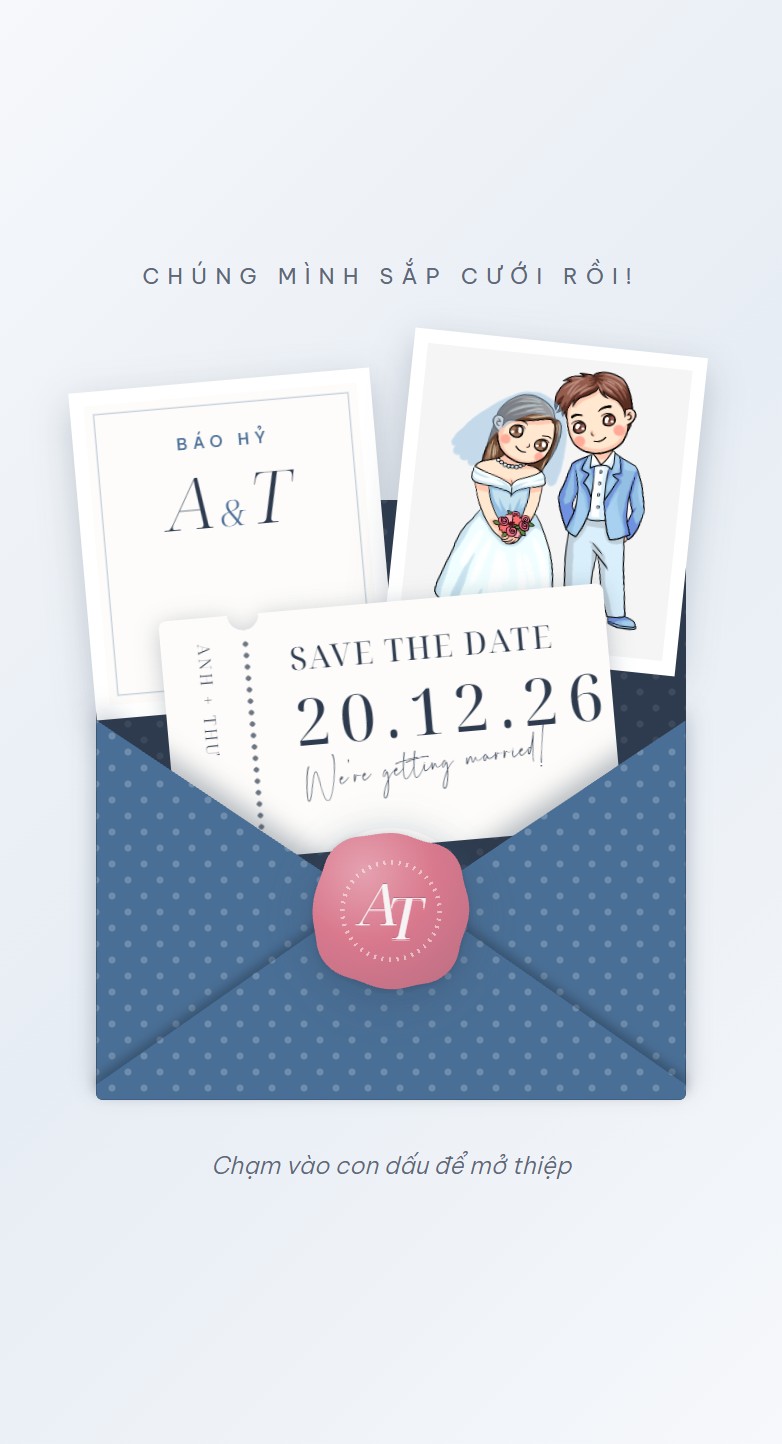 CHÚNG MÌNH SẮP CƯỚI RỒI!
BÁO HỶ
A & T
ANH + THU
SAVE THE DATE
20.12.26
We're getting married!
AT
Chạm vào con dấu để mở thiệp